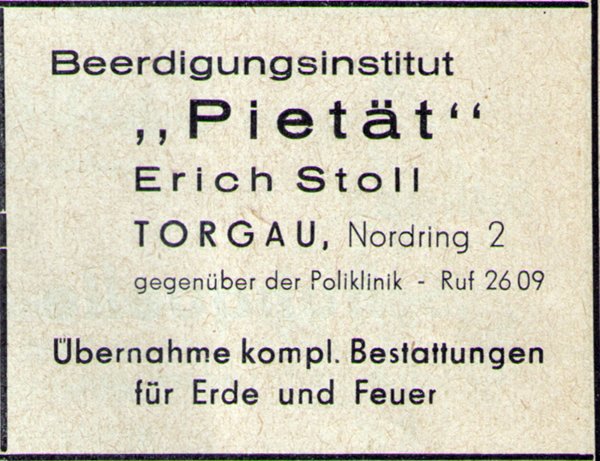 Beerdigungsinstitut
„Pietät“
Erich Stoll
TORGAU, Nordring 2
gegenüber der Poliklinik - Ruf 2609
Übernahme kompl. Bestattungen
für Erde und Feuer